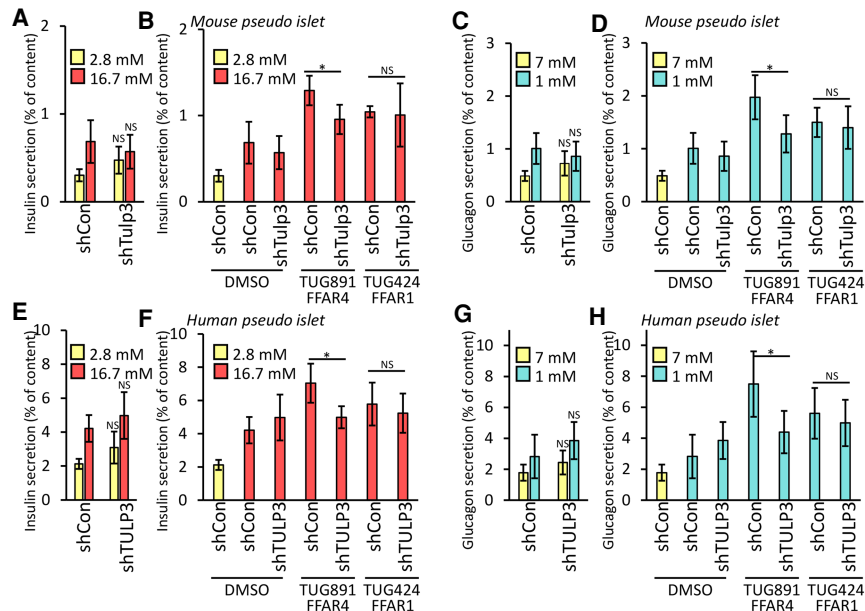 A
Insulin secretion (% of content)
2
1
0
2.8 mM
16.7 mM
NS
NS
shCon
shTulp3
B
Mouse pseudo islet
Insulin secretion (% of content)
2
1
0
2.8 mM
16.7 mM
*
NS
shCon
shCon
shTulp3
shCon
shTulp3
shCon
shTulp3
DMSO
TUG891
FFAR4
TUG424
FFAR1
C
Glucagon secretion (% of content)
3
2
1
0
7 mM
1 mM
NS
NS
shCon
shTulp3
D
Mouse pseudo islet
Glucagon secretion (% of content)
3
2
1
0
7 mM
1 mM
*
NS
shCon
shCon
shTulp3
shCon
shTulp3
shCon
shTulp3
DMSO
TUG891
FFAR4
TUG424
FFAR1
E
Insulin secretion (% of content)
10
8
6
4
2
0
2.8 mM
16.7 mM
NS
NS
shCon
shTULP3
F
Human pseudo islet
Insulin secretion (% of content)
10
8
6
4
2
0
2.8 mM
16.7 mM
*
NS
shCon
shCon
shTULP3
shCon
shTULP3
shCon
shTULP3
DMSO
TUG891
FFAR4
TUG424
FFAR1
G
Glucagon secretion (% of content)
8
6
4
2
0
7 mM
1 mM
NS
NS
shCon
shTULP3
H
Human pseudo islet
Glucagon secretion (% of content)
8
6
4
2
0
7 mM
1 mM
*
NS
shCon
shCon
shTULP3
shCon
shTULP3
shCon
shTULP3
DMSO
TUG891
FFAR4
TUG424
FFAR1